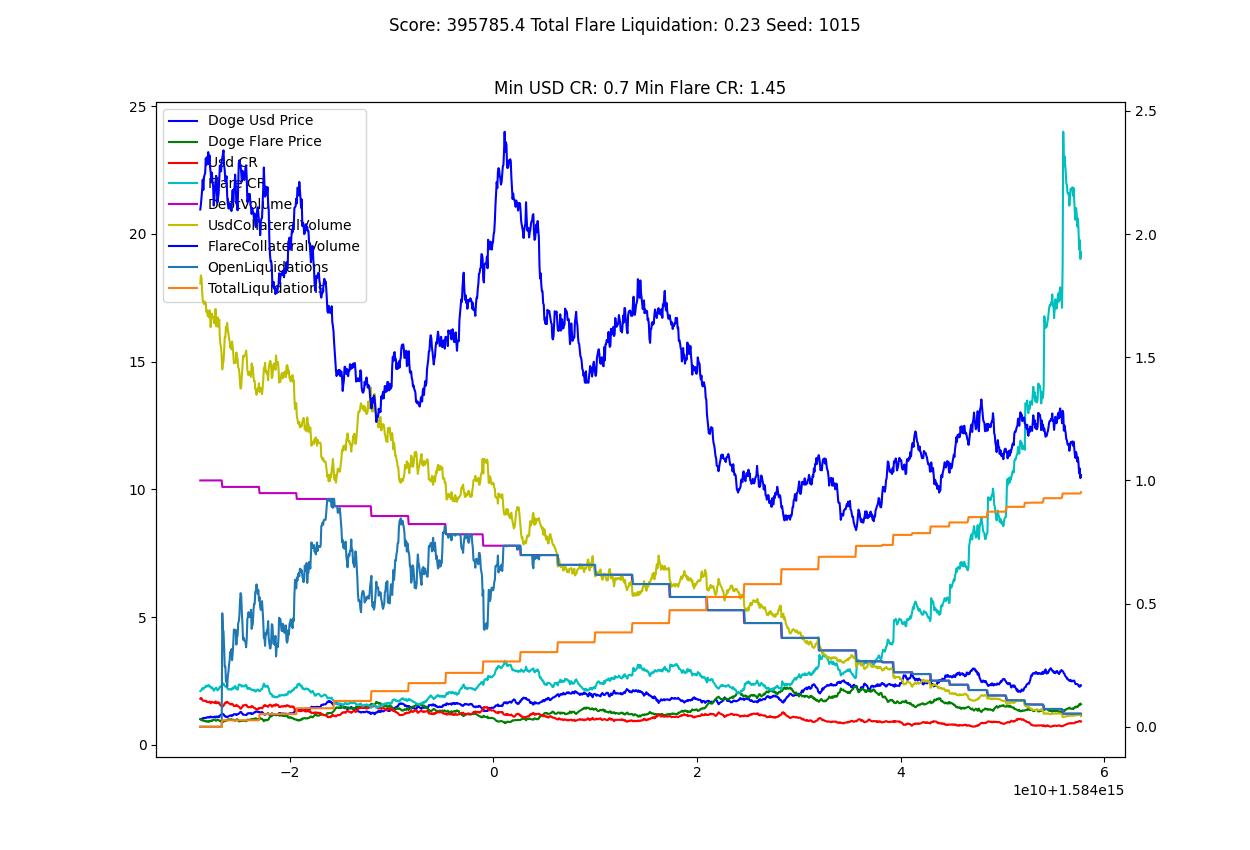 Score: 395785.4 Total Flare Liquidation: 0.23 Seed: 1015
Min USD CR: 0.7 Min Flare CR: 1.45
25
20
15
10
5
0
Doge Usd Price
Doge Flare Price
Usd CR
Flare CR
DebtVolume
UsdCollateralVolume
FlareCollateralVolume
OpenLiquidations
TotalLiquidations
2.5
2.0
1.5
1.0
0.5
0.0
−2
0
2
4
6
1e10+1.584e15